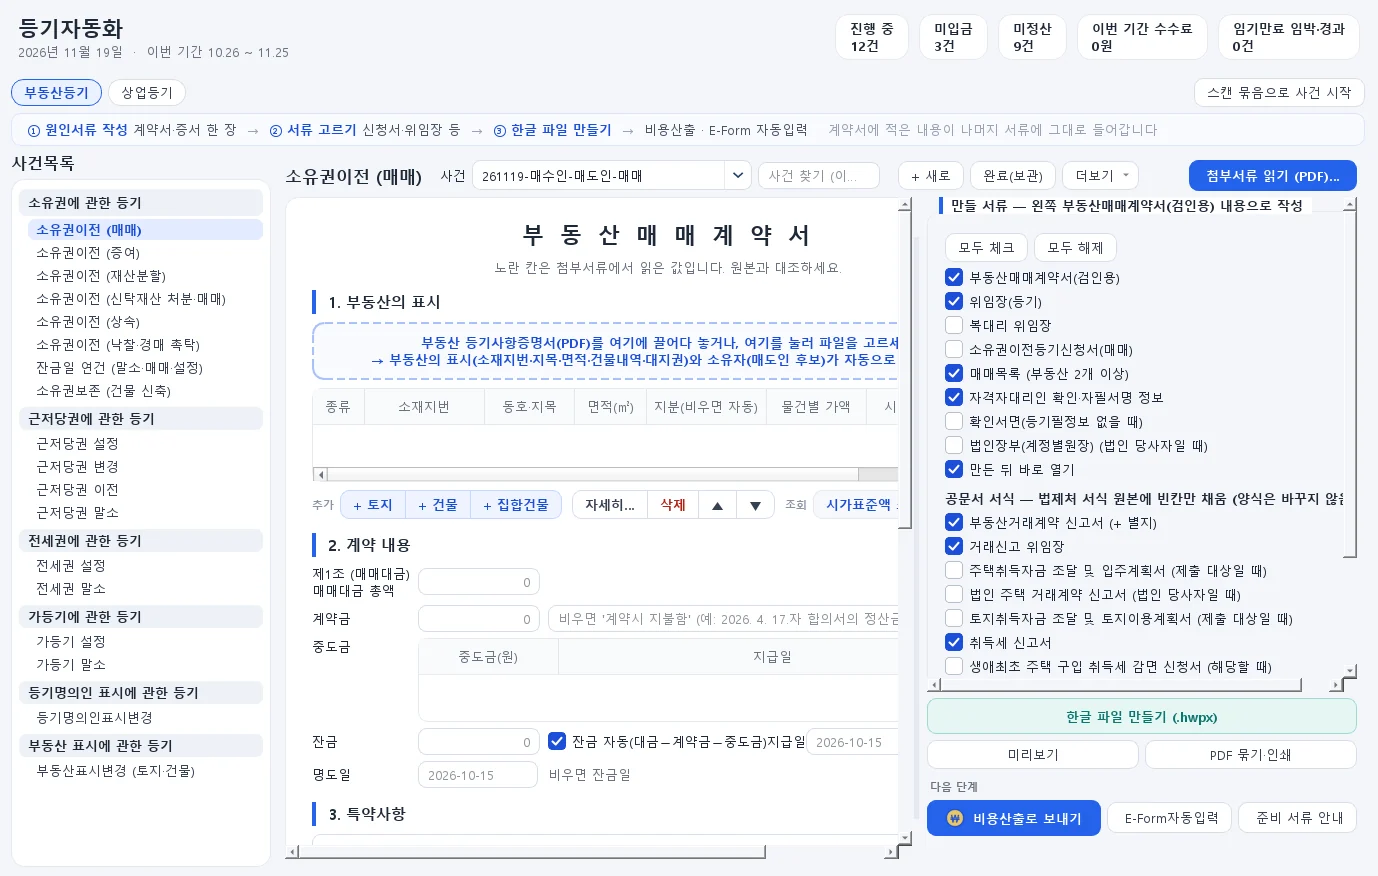 등기자동화
2026년 11월 19일 · 이번 기간 10.26 ~ 11.25
진행 중
12건
미입금
3건
미정산
9건
이번 기간 수수료
0원
임기만료 임박·경과
0건
부동산등기
상업등기
스캔 묶음으로 사건 시작
① 원인서류 작성 계약서·증서 한 장 → ② 서류 고르기 신청서·위임장 등 → ③ 한글 파일 만들기 → 비용산출 · E-Form 자동입력 계약서에 적은 내용이 나머지 서류에 그대로 들어갑니다
사건목록
소유권에 관한 등기
소유권이전 (매매)
소유권이전 (증여)
소유권이전 (재산분할)
소유권이전 (신탁재산 처분·매매)
소유권이전 (상속)
소유권이전 (낙찰·경매 촉탁)
잔금일 연건 (말소·매매·설정)
소유권보존 (건물 신축)
근저당권에 관한 등기
근저당권 설정
근저당권 변경
근저당권 이전
근저당권 말소
전세권에 관한 등기
전세권 설정
전세권 말소
가등기에 관한 등기
가등기 설정
가등기 말소
등기명의인 표시에 관한 등기
등기명의인표시변경
부동산 표시에 관한 등기
부동산표시변경 (토지·건물)
소유권이전 (매매)
사건
261119-매수인-매도인-매매
사건 찾기 (이...
+ 새로
완료(보관)
더보기
첨부서류 읽기 (PDF)...
부 동 산 매 매 계 약 서
노란 칸은 첨부서류에서 읽은 값입니다. 원본과 대조하세요.
1. 부동산의 표시
부동산 등기사항증명서(PDF)를 여기에 끌어다 놓거나, 여기를 눌러 파일을 고르세
→ 부동산의 표시(소재지번·지목·면적·건물내역·대지권)와 소유자(매도인 후보)가 자동으로
종류
소재지번
동호·지목
면적(㎡)
지분(비우면 자동)
물건별 가액
시
추가
+ 토지
+ 건물
+ 집합건물
자세히...
삭제
▲
▼
조회
시가표준액
2. 계약 내용
제1조 (매매대금)
매매대금 총액
0
계약금
0
비우면 '계약시 지불함' (예: 2026. 4. 17.자 합의서의 정산금
중도금
중도금(원)
지급일
잔금
0
잔금 자동(대금−계약금−중도금)
지급일
2026-10-15
명도일
2026-10-15
비우면 잔금일
3. 특약사항
만들 서류 — 왼쪽 부동산매매계약서(검인용) 내용으로 작성
모두 체크
모두 해제
부동산매매계약서(검인용)
위임장(등기)
복대리 위임장
소유권이전등기신청서(매매)
매매목록 (부동산 2개 이상)
자격자대리인 확인·자필서명 정보
확인서면(등기필정보 없을 때)
법인장부(계정별원장) (법인 당사자일 때)
만든 뒤 바로 열기
공문서 서식 — 법제처 서식 원본에 빈칸만 채움 (양식은 바꾸지 않음
부동산거래계약 신고서 (+ 별지)
거래신고 위임장
주택취득자금 조달 및 입주계획서 (제출 대상일 때)
법인 주택 거래계약 신고서 (법인 당사자일 때)
토지취득자금 조달 및 토지이용계획서 (제출 대상일 때)
취득세 신고서
생애최초 주택 구입 취득세 감면 신청서 (해당할 때)
한글 파일 만들기 (.hwpx)
미리보기
PDF 묶기·인쇄
다음 단계
₩ 비용산출로 보내기
E-Form자동입력
준비 서류 안내